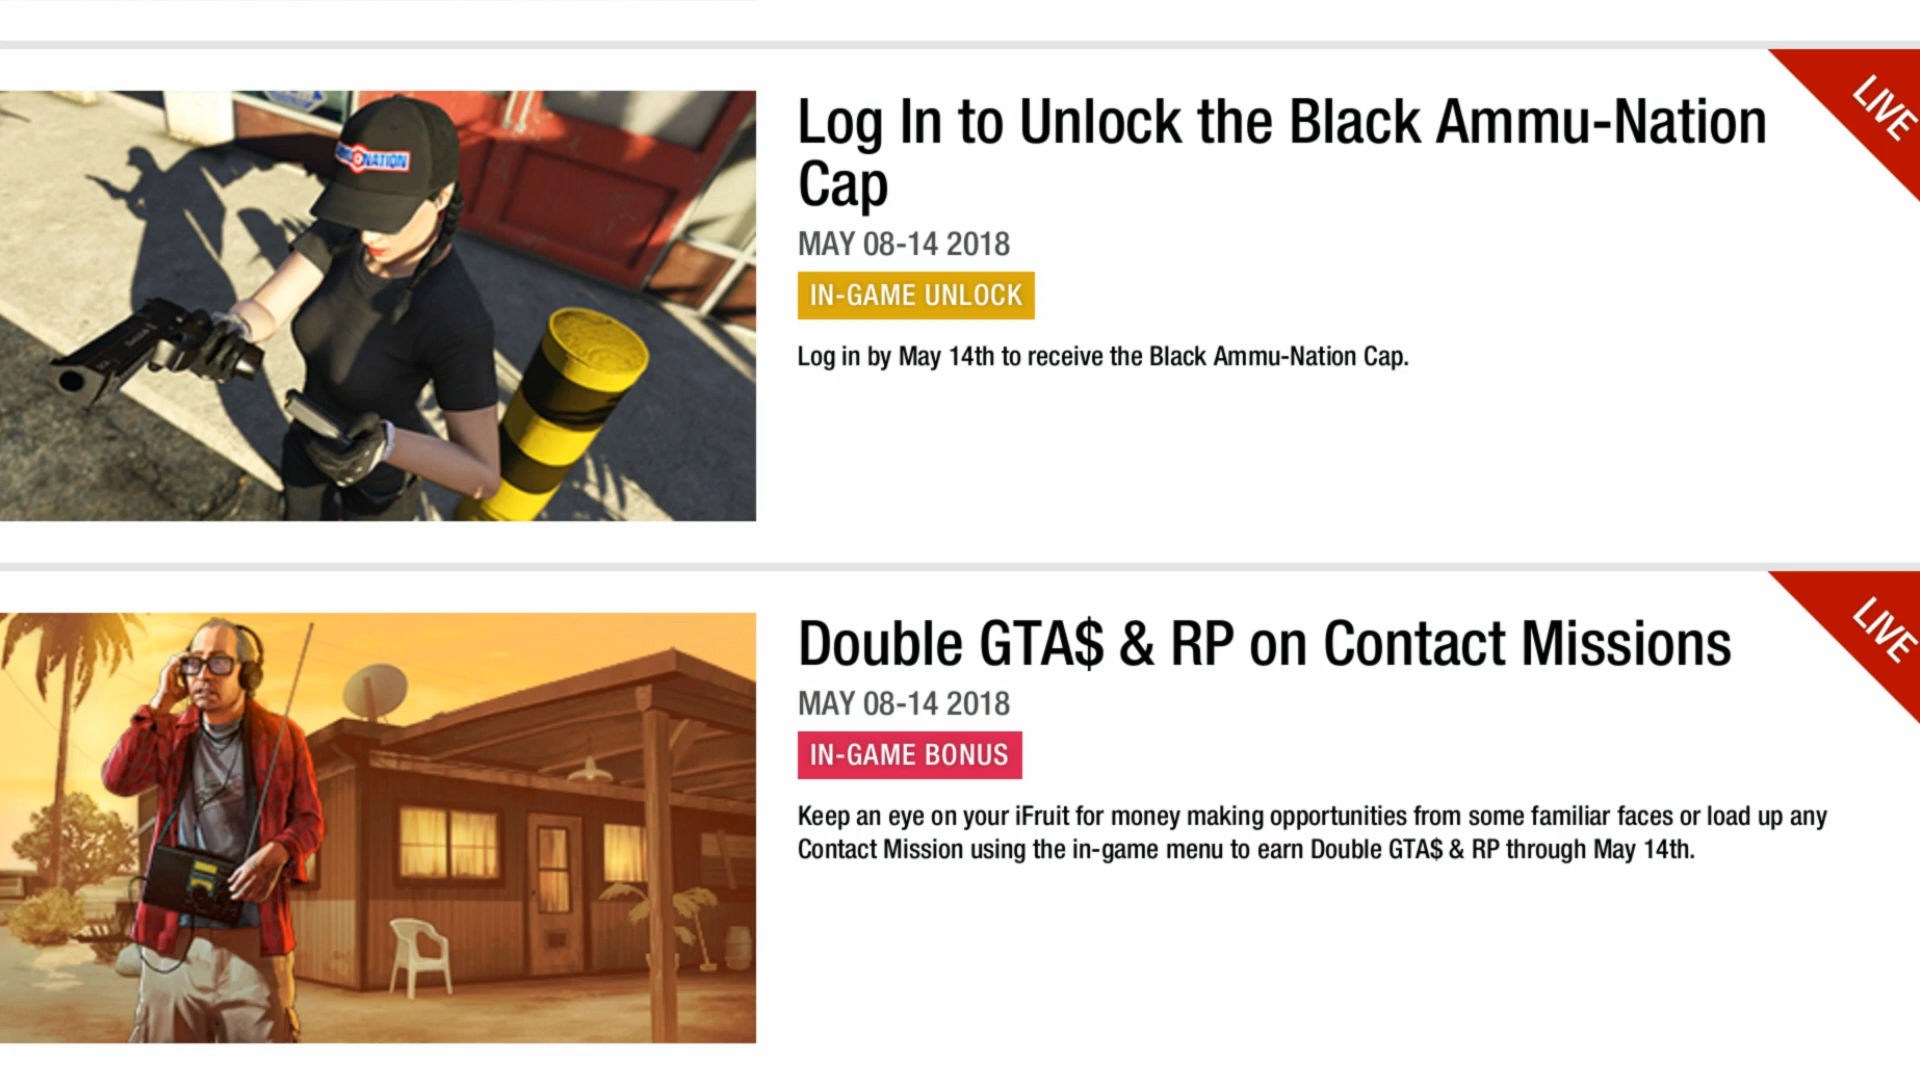 LIVE
Log In to Unlock the Black Ammu-Nation
Cap
MAY 08-14 2018
IN-GAME UNLOCK
Log in by May 14th to receive the Black Ammu-Nation Cap.
NATION
LIVE
Double GTA$ & RP on Contact Missions
MAY 08-14 2018
IN-GAME BONUS
Keep an eye on your iFruit for money making opportunities from some familiar faces or load up any
Contact Mission using the in-game menu to earn Double GTA$ & RP through May 14th.